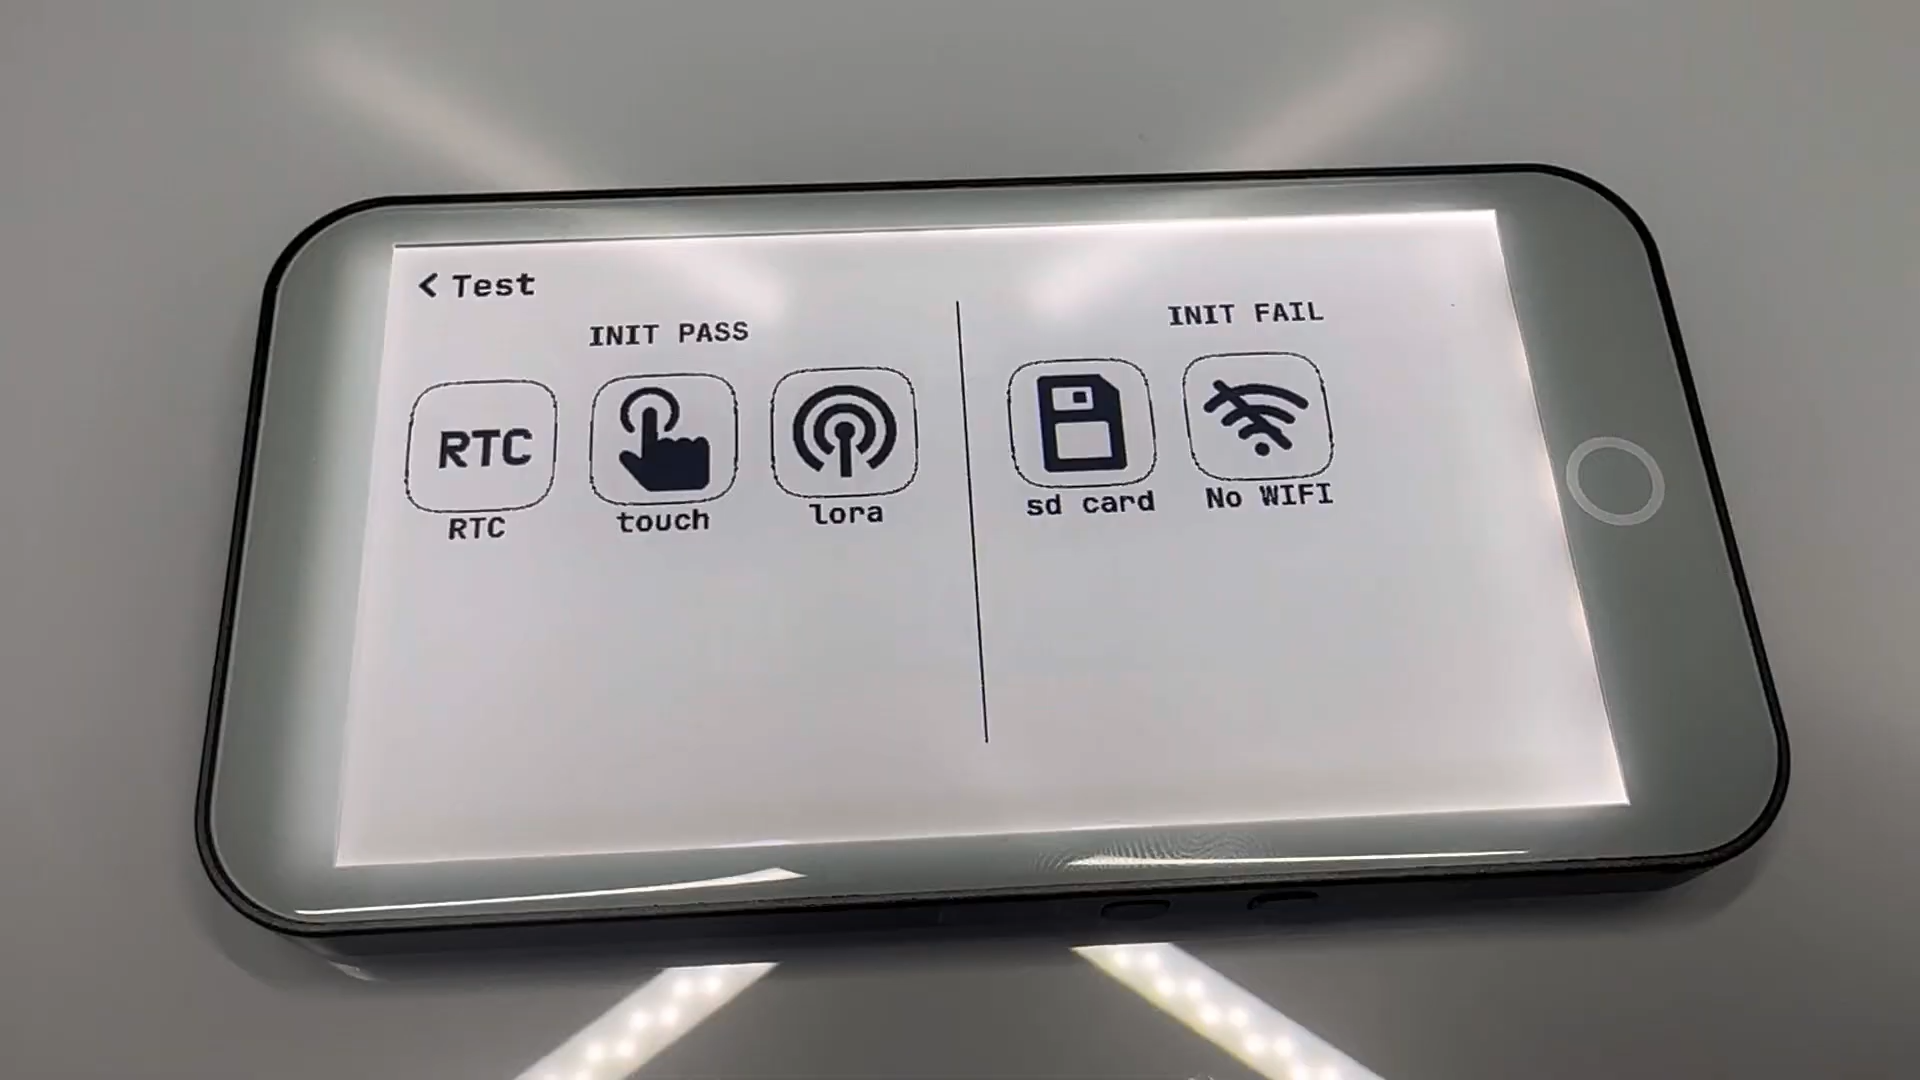 < Test
INIT PASS
RTC
RTC
touch
lora
INIT FAIL
sd card
No WIFI